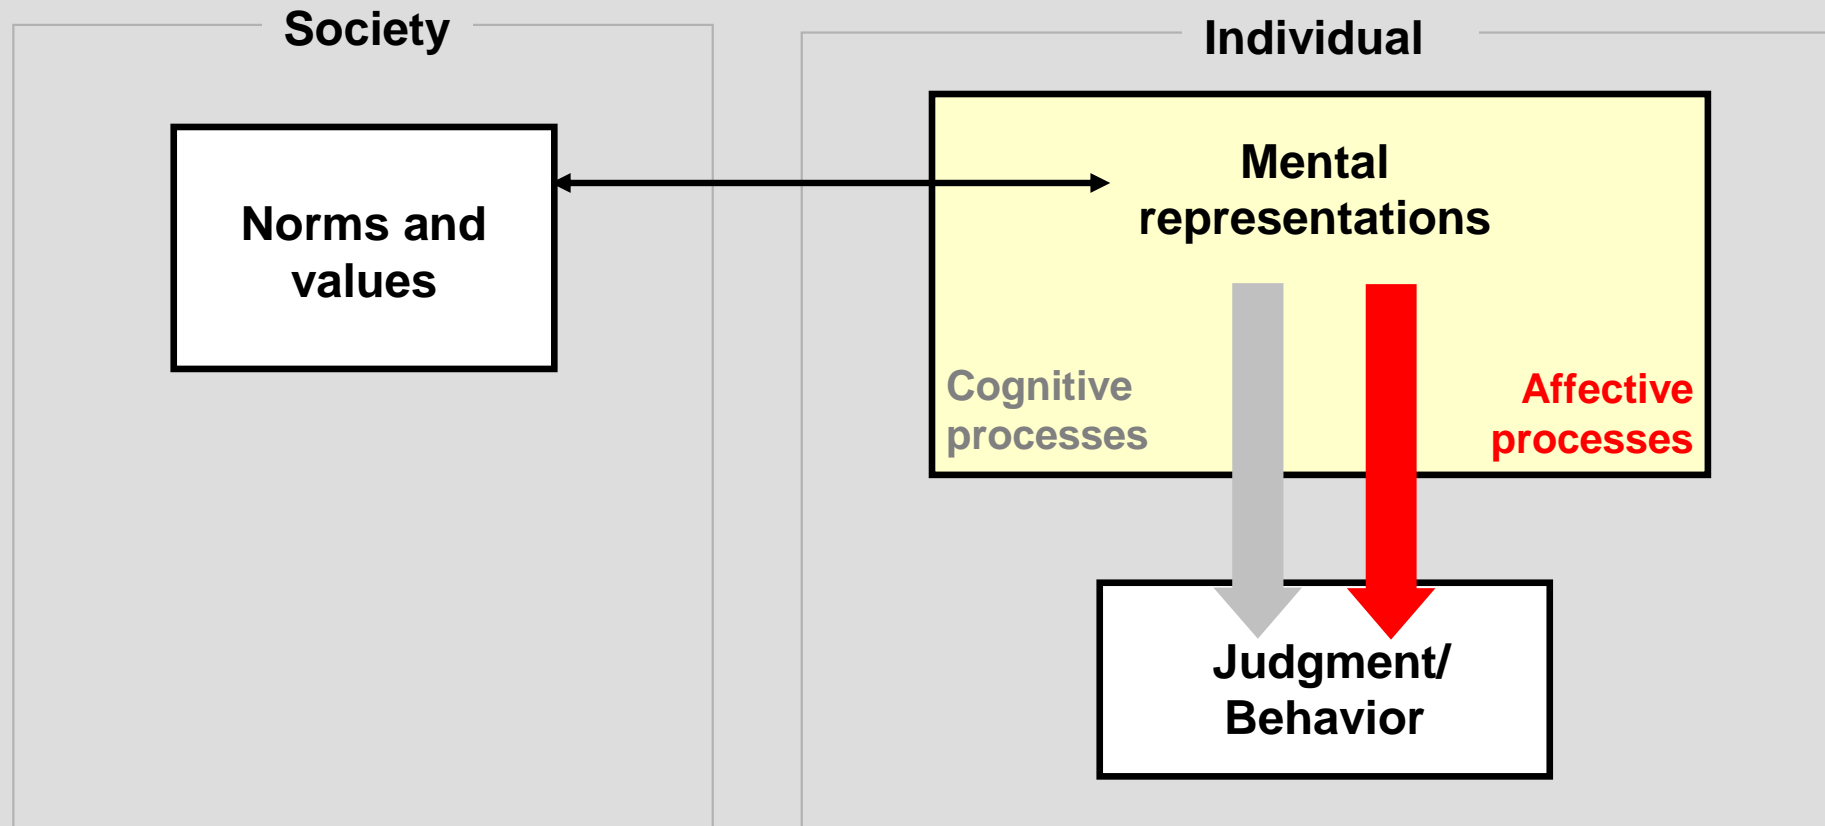 Society
Individual
Norms and
values
Mental
representations
Cognitive
processes
Affective
processes
Judgment/
Behavior